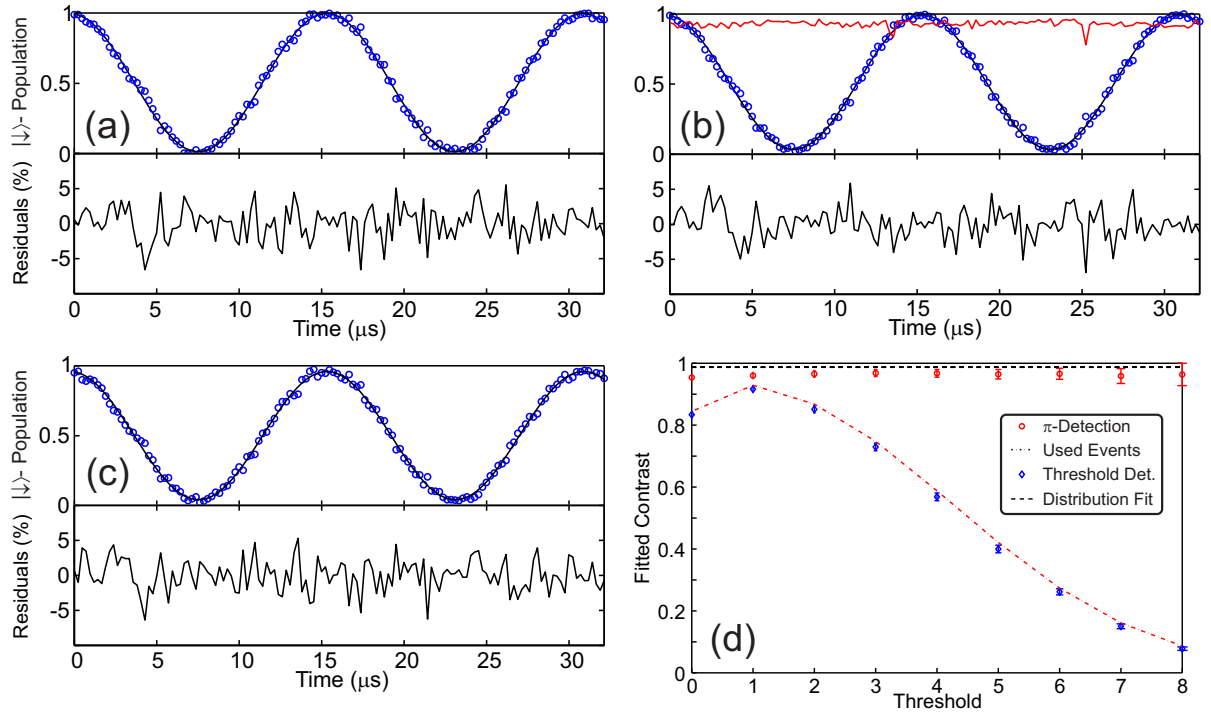 1
0.5
0
|↓⟩- Population
(a)
5
0
-5
Residuals (%)
0 5 10 15 20 25 30
Time (μs)
1
0.5
0
(b)
5
0
-5
0 5 10 15 20 25 30
Time (μs)
1
0.5
0
|↓⟩- Population
(c)
5
0
-5
Residuals (%)
0 5 10 15 20 25 30
Time (μs)
1
0.8
0.6
0.4
0.2
0
Fitted Contrast
π-Detection
Used Events
Threshold Det.
Distribution Fit
(d)
0 1 2 3 4 5 6 7 8
Threshold